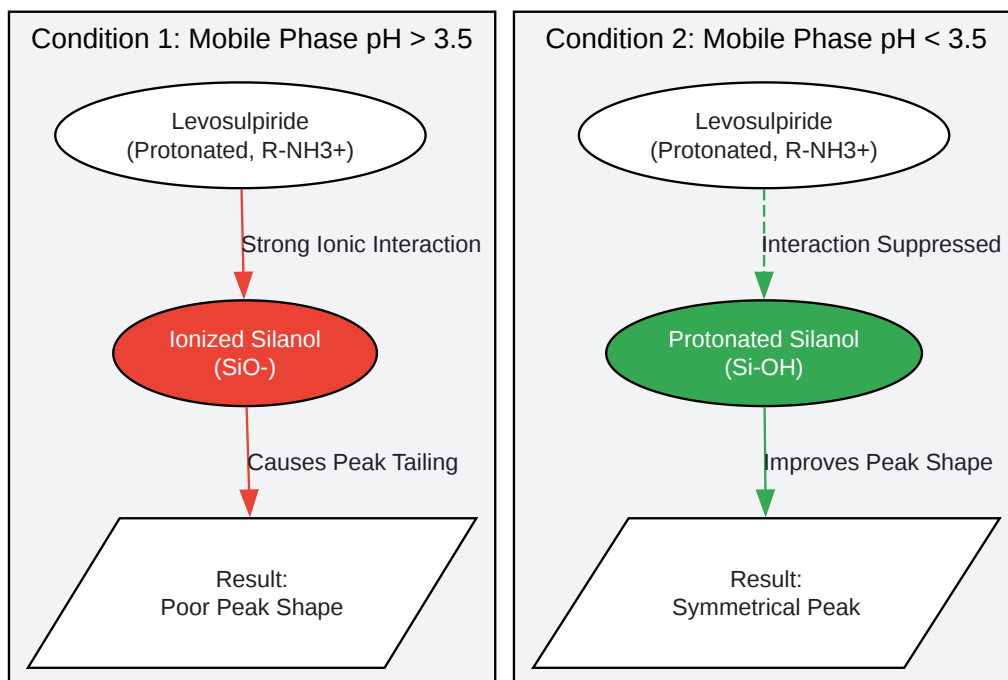 Condition 1: Mobile Phase pH > 3.5
Levosulpiride
(Protonated, R-NH3+)
Strong Ionic Interaction
Ionized Silanol
(SiO-)
Causes Peak Tailing
Result:
Poor Peak Shape
Condition 2: Mobile Phase pH < 3.5
Levosulpiride
(Protonated, R-NH3+)
Interaction Suppressed
Protonated Silanol
(Si-OH)
Improves Peak Shape
Result:
Symmetrical Peak